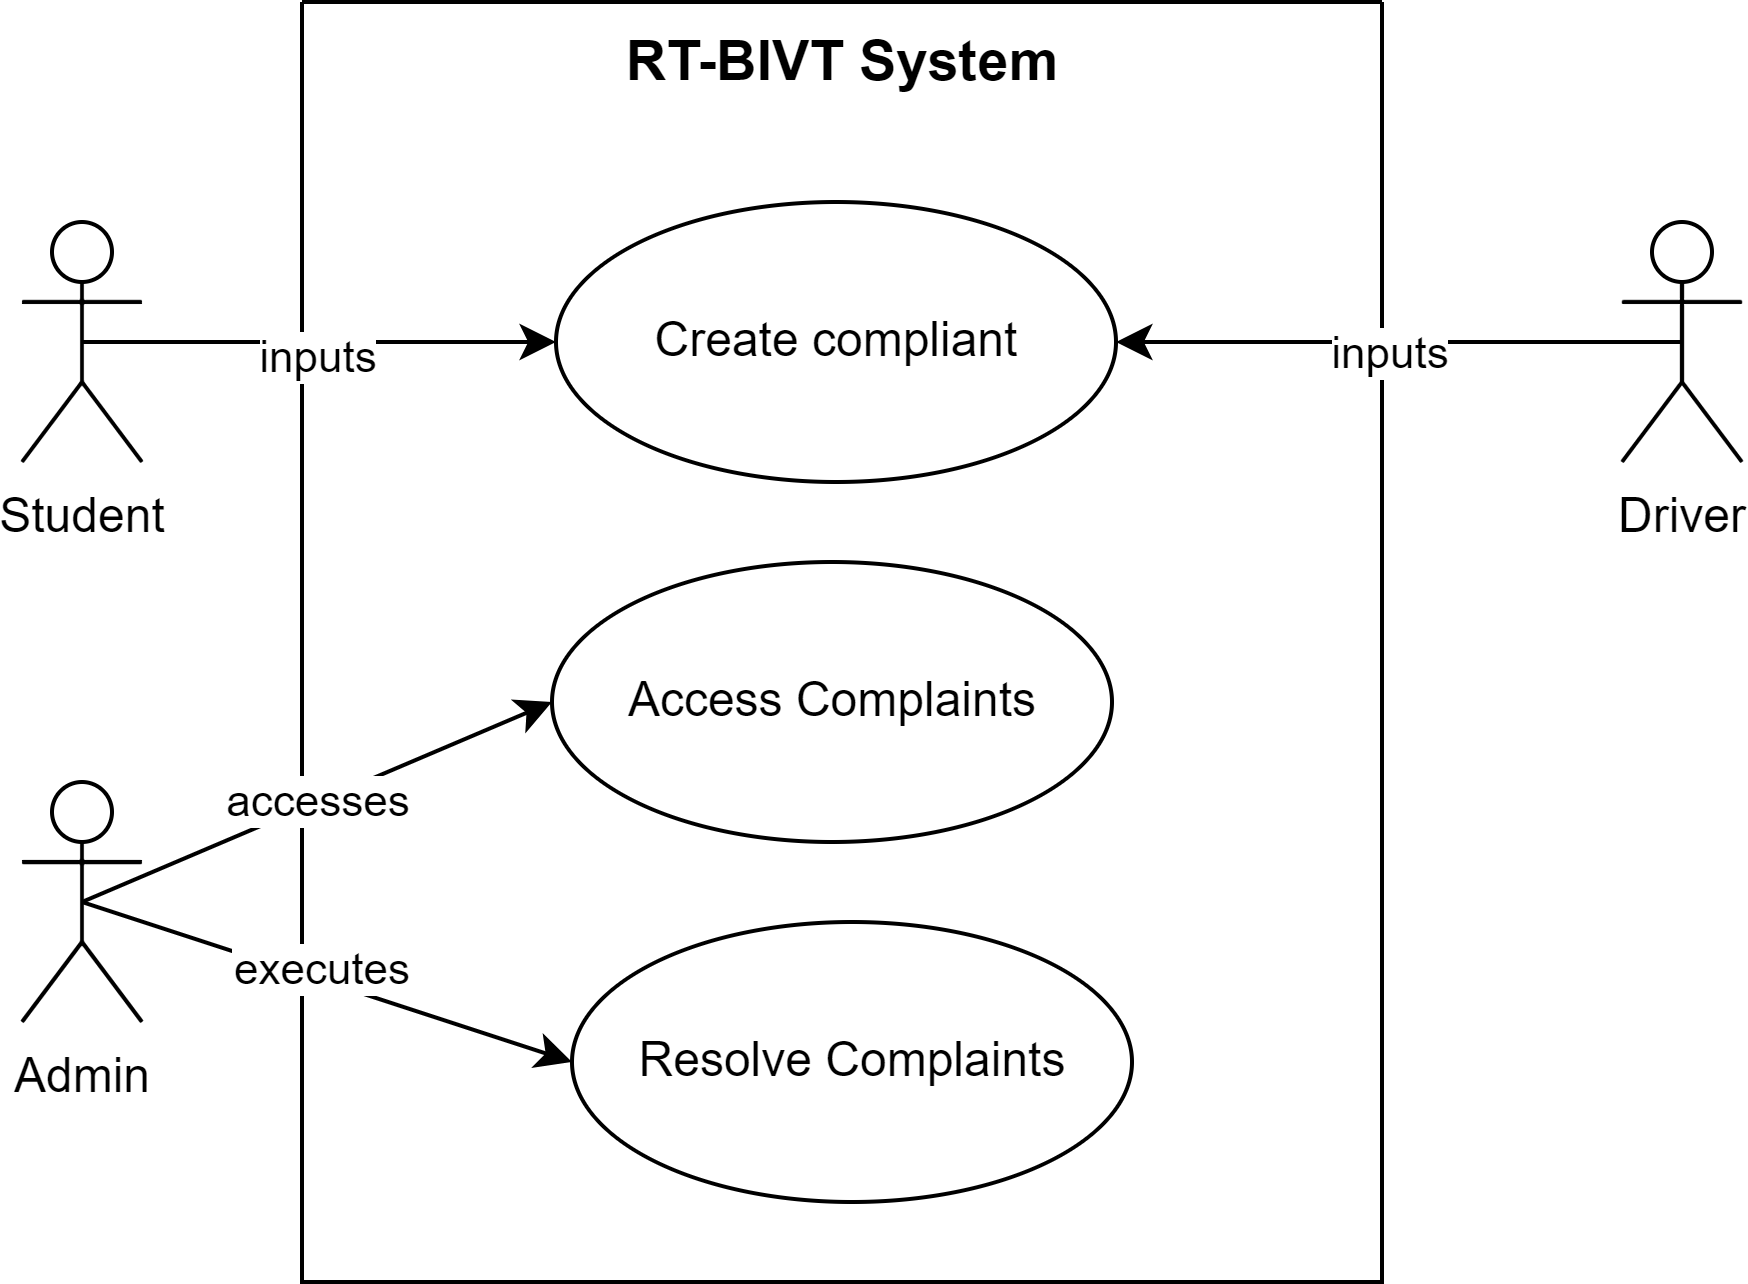 RT-BIVT System
Create compliant
inputs
inputs
Student
Driver
Access Complaints
accesses
executes
Resolve Complaints
Admin